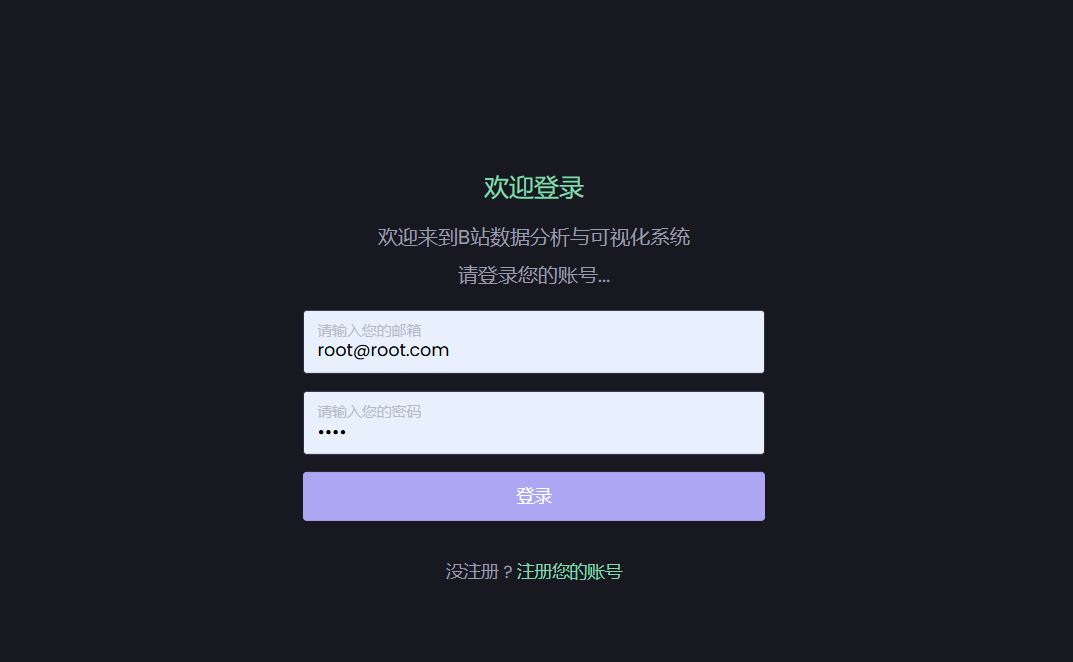 欢迎登录
欢迎来到B站数据分析与可视化系统
请登录您的账号...
请输入您的邮箱
root@root.com
请输入您的密码
••••
登录
没注册？注册您的账号